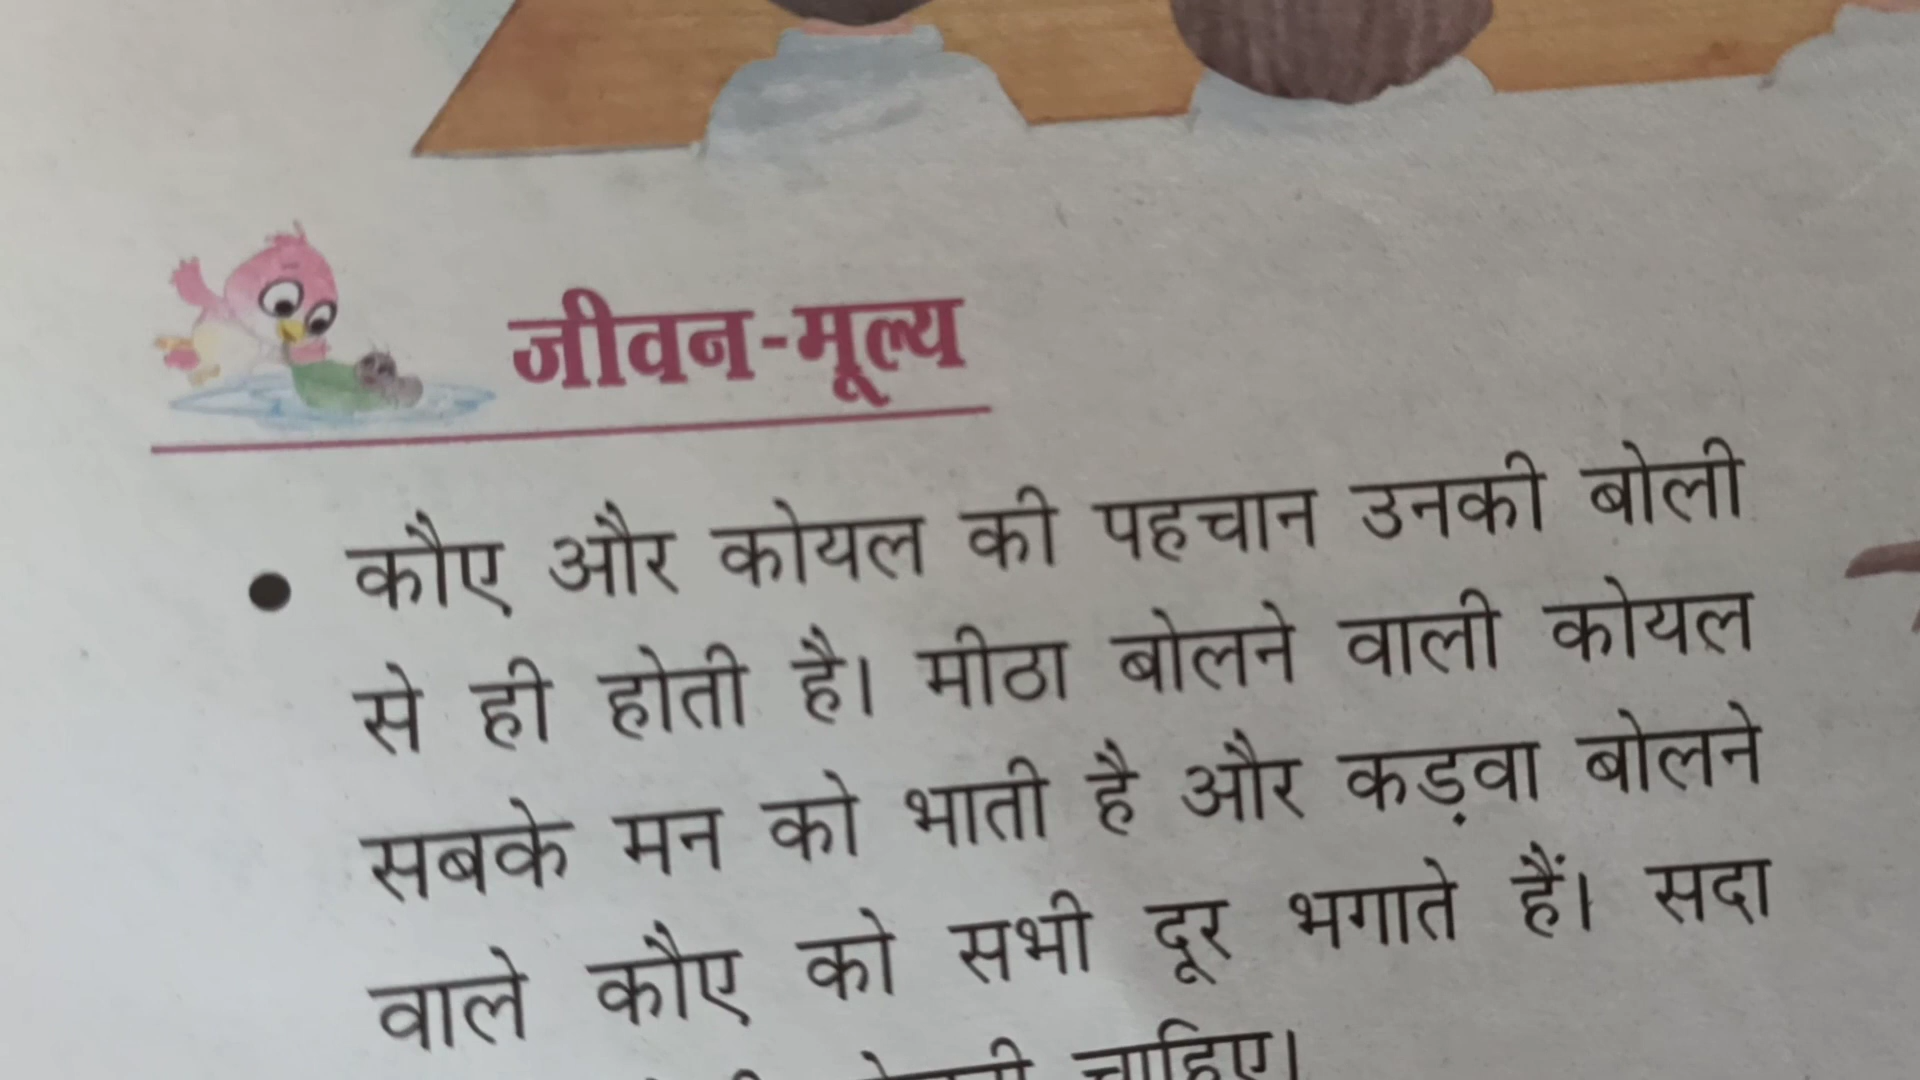 जीवन-मूल्य
• कौए और कोयल की पहचान उनकी बोली
से ही होती है। मीठा बोलने वाली कोयल
सबके मन को भाती है और कड़वा बोलने
वाले कौए को सभी दूर भगाते हैं। सदा
चाहिए।